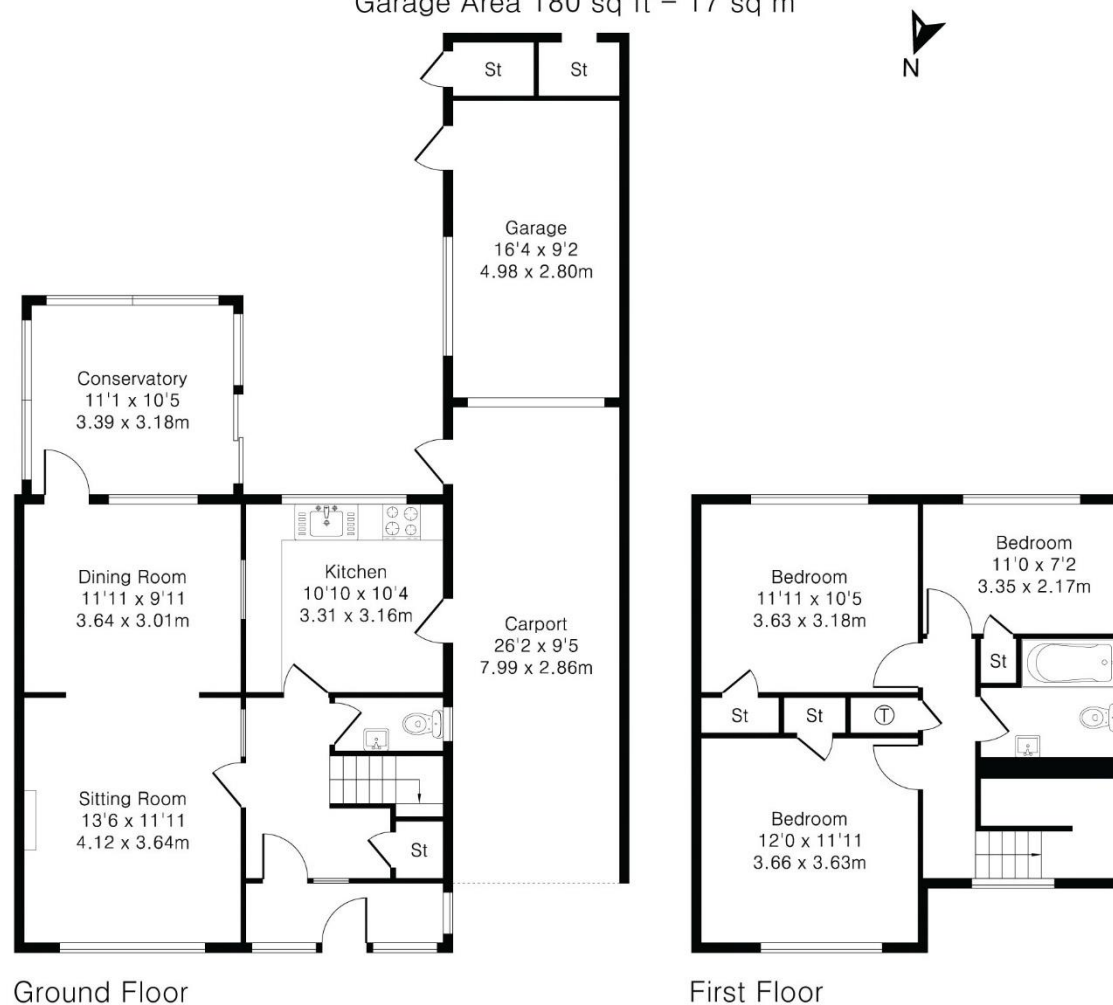 Garage Area 180 sq ft – 17 sq m
N
St
St
Garage
16'4 x 9'2
4.98 x 2.80m
Conservatory
11'1 x 10'5
3.39 x 3.18m
Dining Room
11'11 x 9'11
3.64 x 3.01m
Kitchen
10'10 x 10'4
3.31 x 3.16m
Carport
26'2 x 9'5
7.99 x 2.86m
Sitting Room
13'6 x 11'11
4.12 x 3.64m
St
Ground Floor
Bedroom
11'11 x 10'5
3.63 x 3.18m
Bedroom
11'0 x 7'2
3.35 x 2.17m
St
St
St
T
Bedroom
12'0 x 11'11
3.66 x 3.63m
First Floor